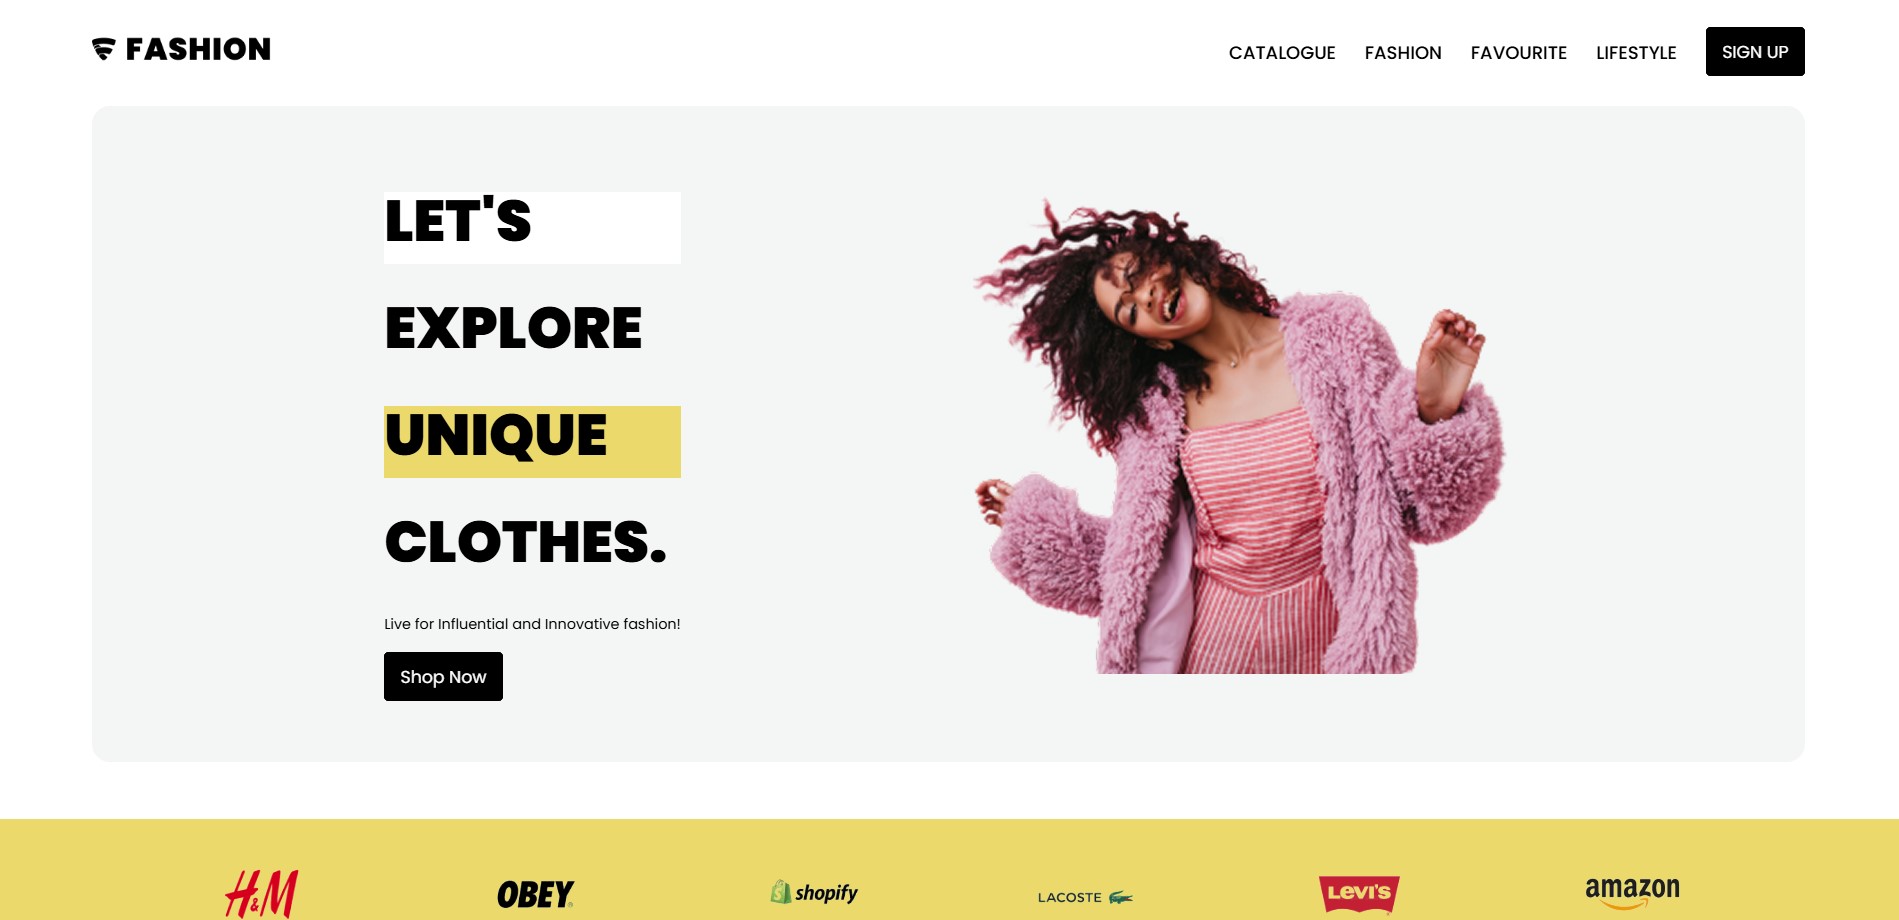 FASHION
CATALOGUE FASHION FAVOURITE LIFESTYLE SIGN UP
LET'S
EXPLORE
UNIQUE
CLOTHES.
Live for Influential and Innovative fashion!
Shop Now
H&M OBEY shopify LACOSTE LEVI'S amazon